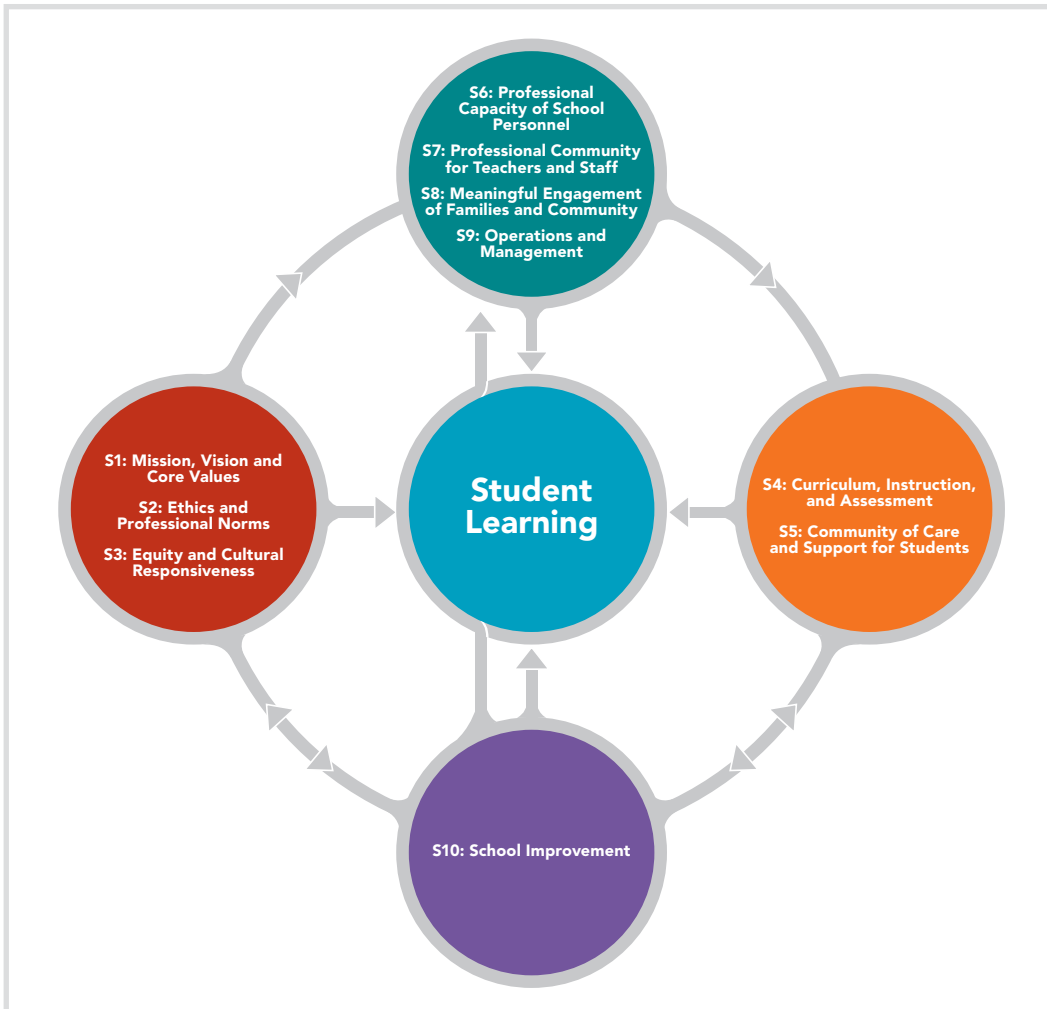 S6: Professional
Capacity of School
Personnel
S7: Professional Community
for Teachers and Staff
S8: Meaningful Engagement
of Families and Community
S9: Operations and
Management
S1: Mission, Vision and
Core Values
S2: Ethics and
Professional Norms
S3: Equity and Cultural
Responsiveness
Student
Learning
S4: Curriculum, Instruction,
and Assessment
S5: Community of Care
and Support for Students
S10: School Improvement